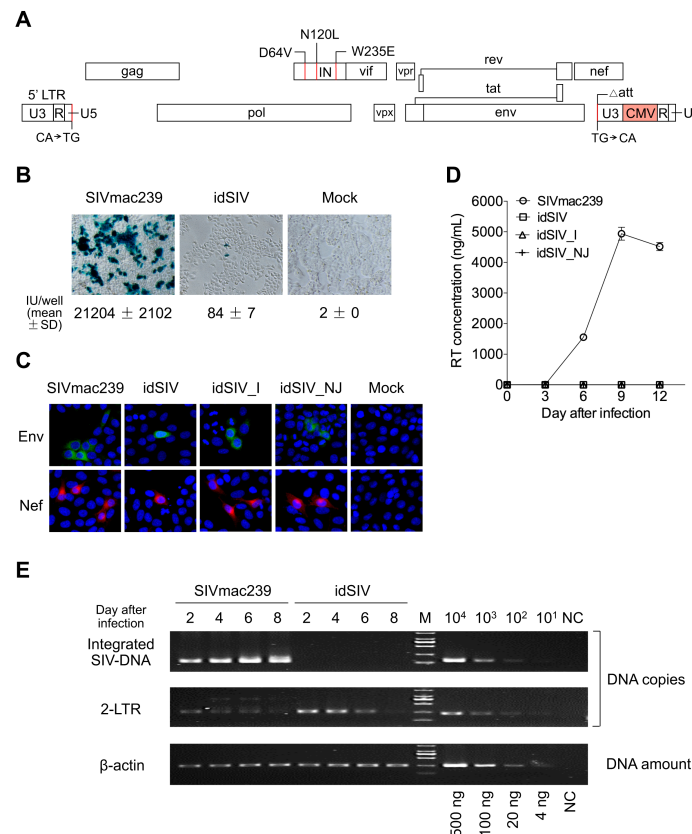 A
N120L
D64V
W235E
rev
gag
IN
vif
vpr
nef
tat
△att
5' LTR
U3
R
U5
pol
vpx
env
U3
CMV
R
U
CA→TG
TG→CA
B
SIVmac239
idSIV
Mock
IU/well
(mean
±SD)
21204 ± 2102
84 ± 7
2 ± 0
C
SIVmac239
idSIV
idSIV_I
idSIV_NJ
Mock
Env
Nef
D
RT concentration (ng/mL)
6000
5000
4000
3000
2000
1000
0
SIVmac239
idSIV
idSIV_I
idSIV_NJ
0 3 6 9 12
Day after infection
E
SIVmac239
idSIV
Day after
infection
2 4 6 8 2 4 6 8 M 10⁴ 10³ 10² 10¹ NC
Integrated
SIV-DNA
2-LTR
DNA copies
β-actin
DNA amount
500 ng
100 ng
20 ng
4 ng
NC